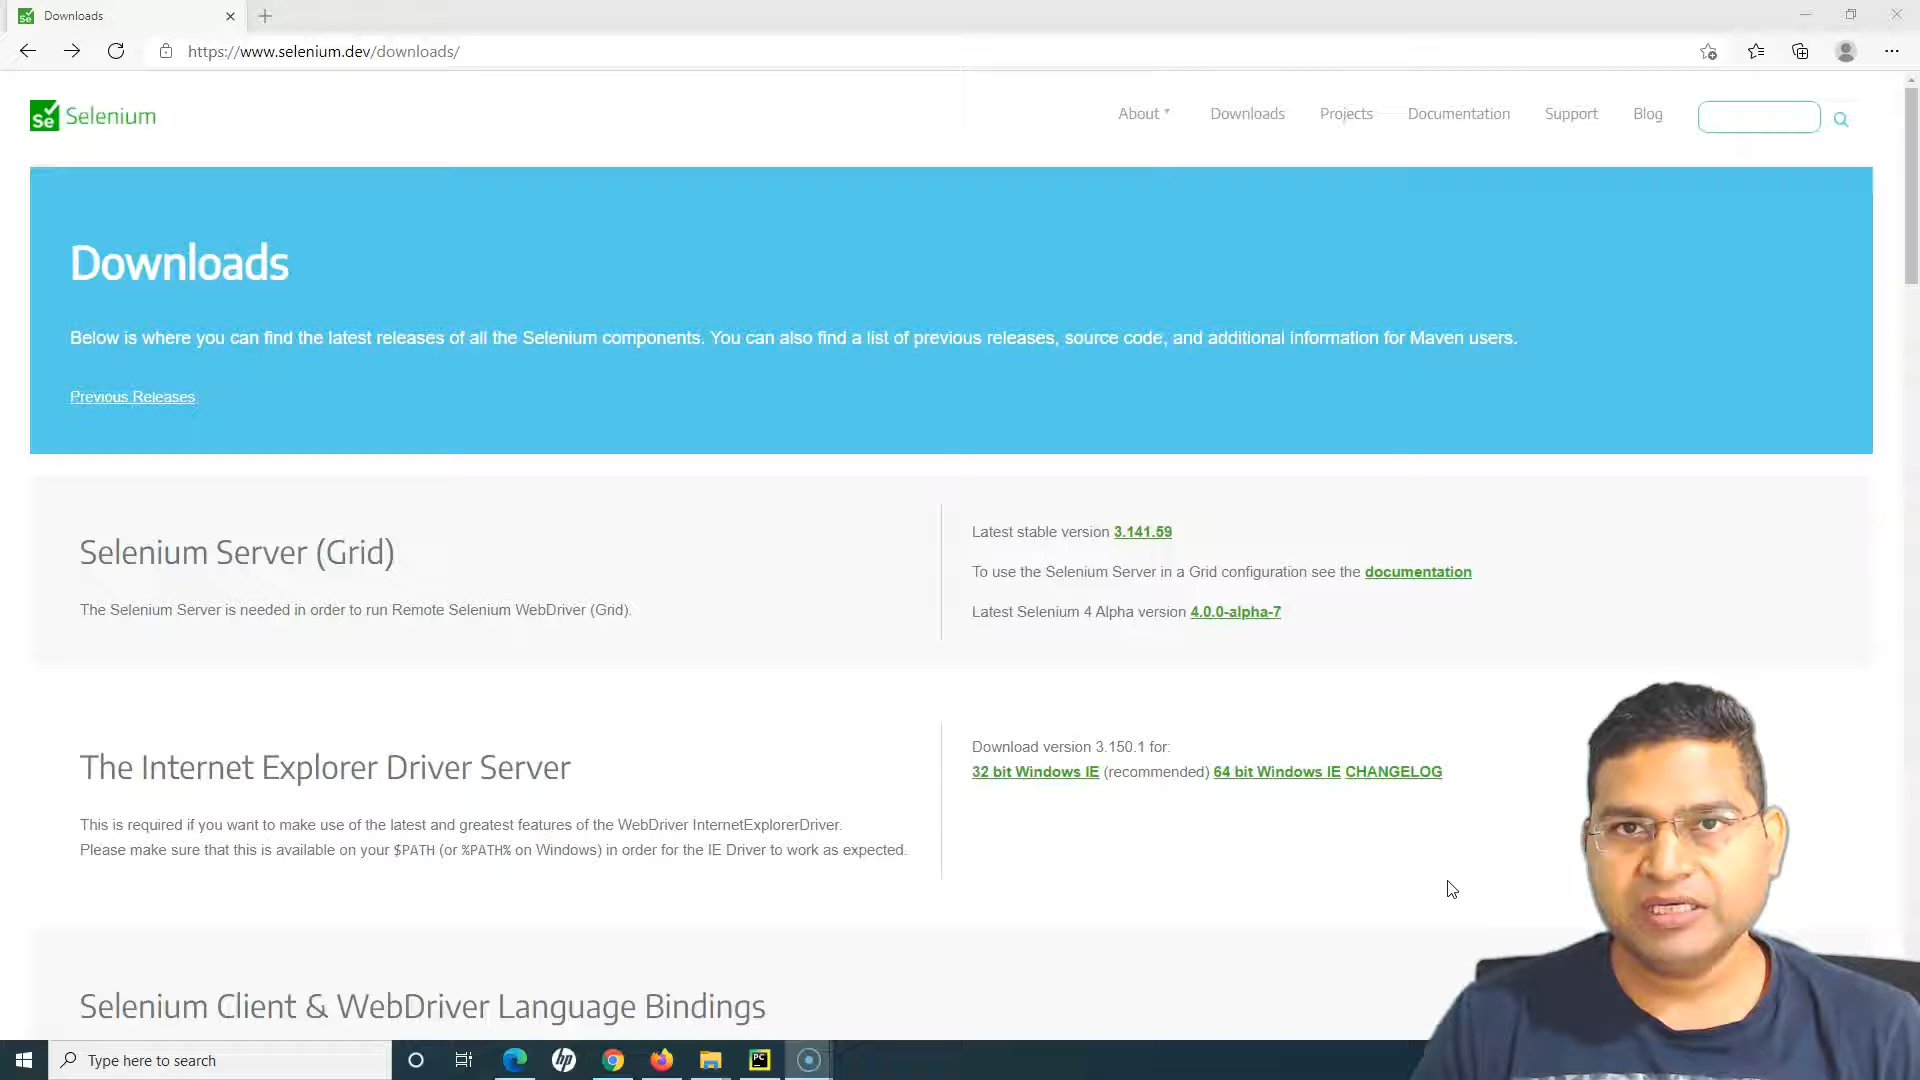 Downloads
https://www.selenium.dev/downloads/
Se Selenium
About
Downloads
Projects
Documentation
Support
Blog
Downloads
Below is where you can find the latest releases of all the Selenium components. You can also find a list of previous releases, source code, and additional information for Maven users.
Previous Releases
Selenium Server (Grid)
The Selenium Server is needed in order to run Remote Selenium WebDriver (Grid).
Latest stable version 3.141.59
To use the Selenium Server in a Grid configuration see the documentation
Latest Selenium 4 Alpha version 4.0.0-alpha-7
The Internet Explorer Driver Server
This is required if you want to make use of the latest and greatest features of the WebDriver InternetExplorerDriver.
Please make sure that this is available on your $PATH (or %PATH% on Windows) in order for the IE Driver to work as expected.
Download version 3.150.1 for:
32 bit Windows IE (recommended) 64 bit Windows IE CHANGELOG
Selenium Client & WebDriver Language Bindings
Type here to search
hp
PC